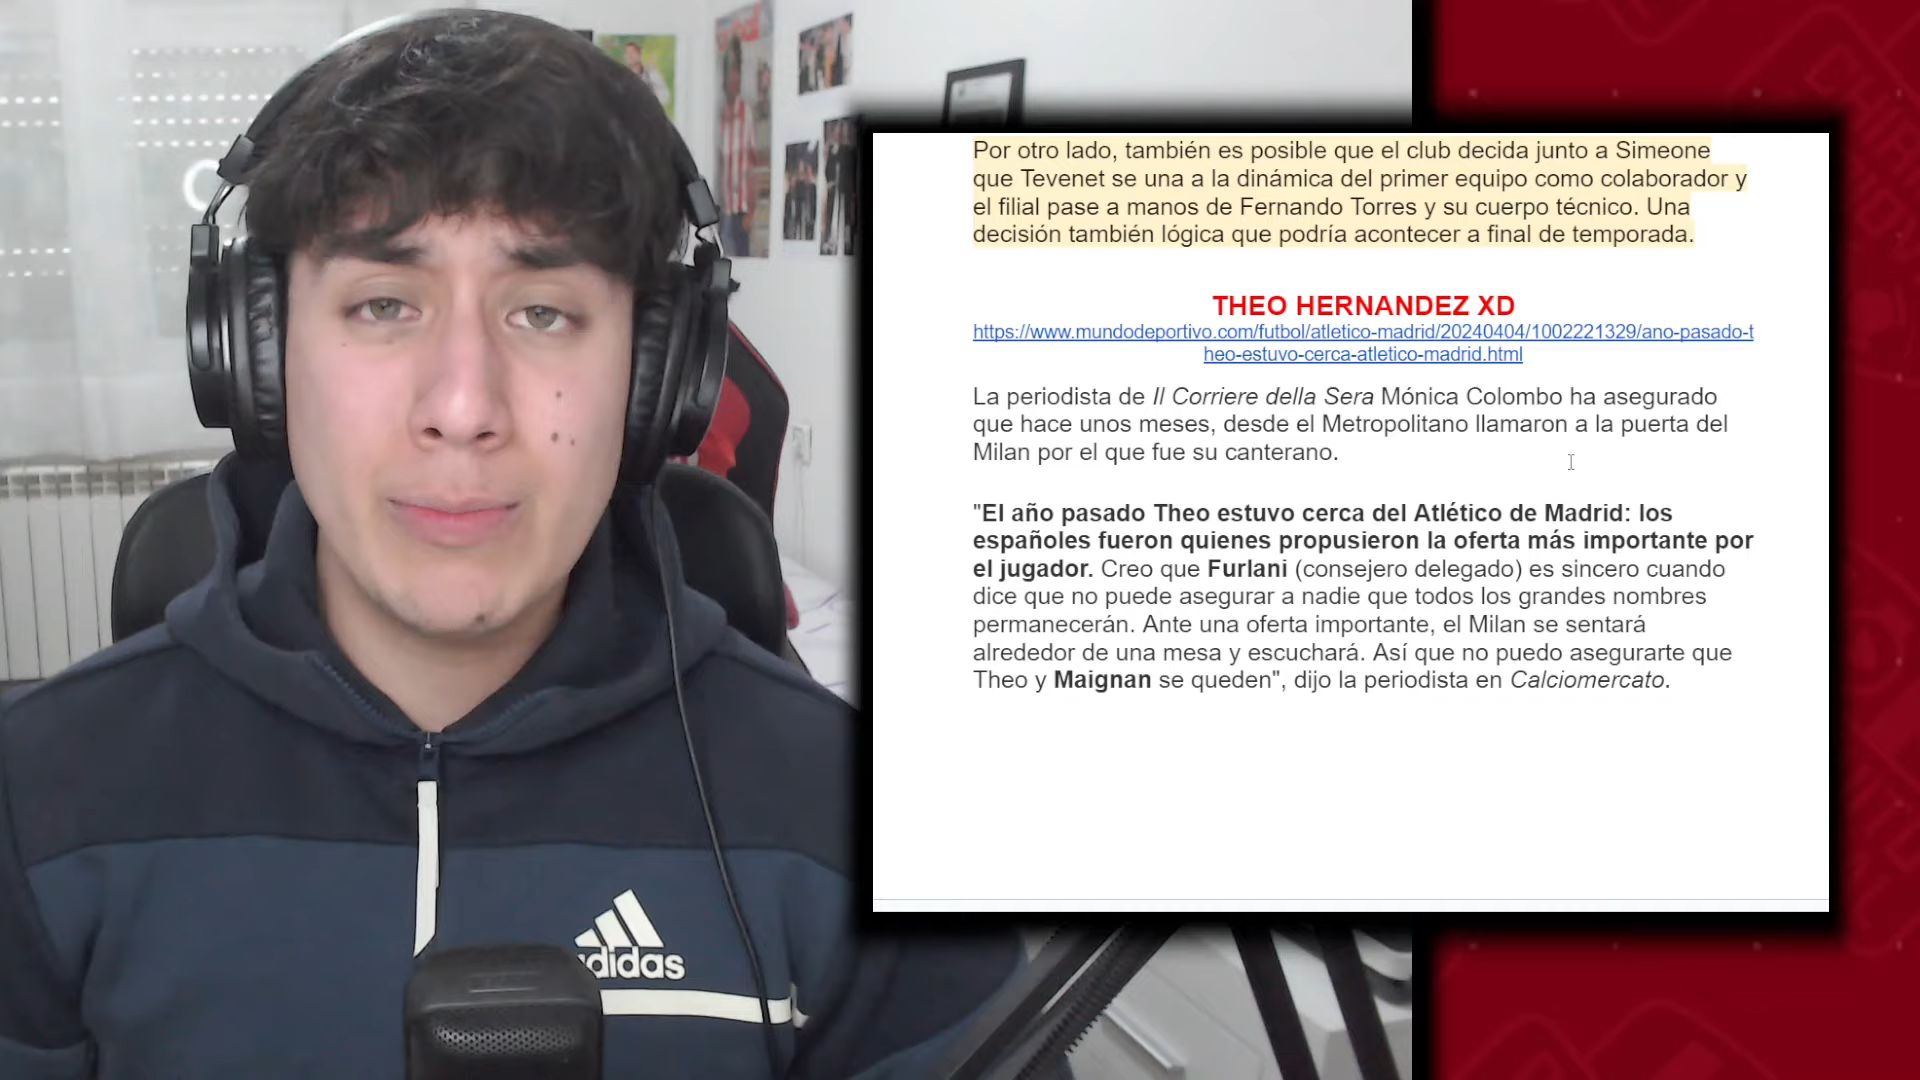 Por otro lado, también es posible que el club decida junto a Simeone
que Tevenet se una a la dinámica del primer equipo como colaborador y
el filial pase a manos de Fernando Torres y su cuerpo técnico. Una
decisión también lógica que podría acontecer a final de temporada.
THEO HERNANDEZ XD
https://www.mundodeportivo.com/futbol/atletico-madrid/20240404/1002221329/ano-pasado-t
heo-estuvo-cerca-atletico-madrid.html
La periodista de Il Corriere della Sera Mónica Colombo ha asegurado
que hace unos meses, desde el Metropolitano llamaron a la puerta del
Milan por el que fue su canterano.
"El año pasado Theo estuvo cerca del Atlético de Madrid: los
españoles fueron quienes propusieron la oferta más importante por
el jugador. Creo que Furlani (consejero delegado) es sincero cuando
dice que no puede asegurar a nadie que todos los grandes nombres
permanecerán. Ante una oferta importante, el Milan se sentará
alrededor de una mesa y escuchará. Así que no puedo asegurarte que
Theo y Maignan se queden", dijo la periodista en Calciomercato.
adidas